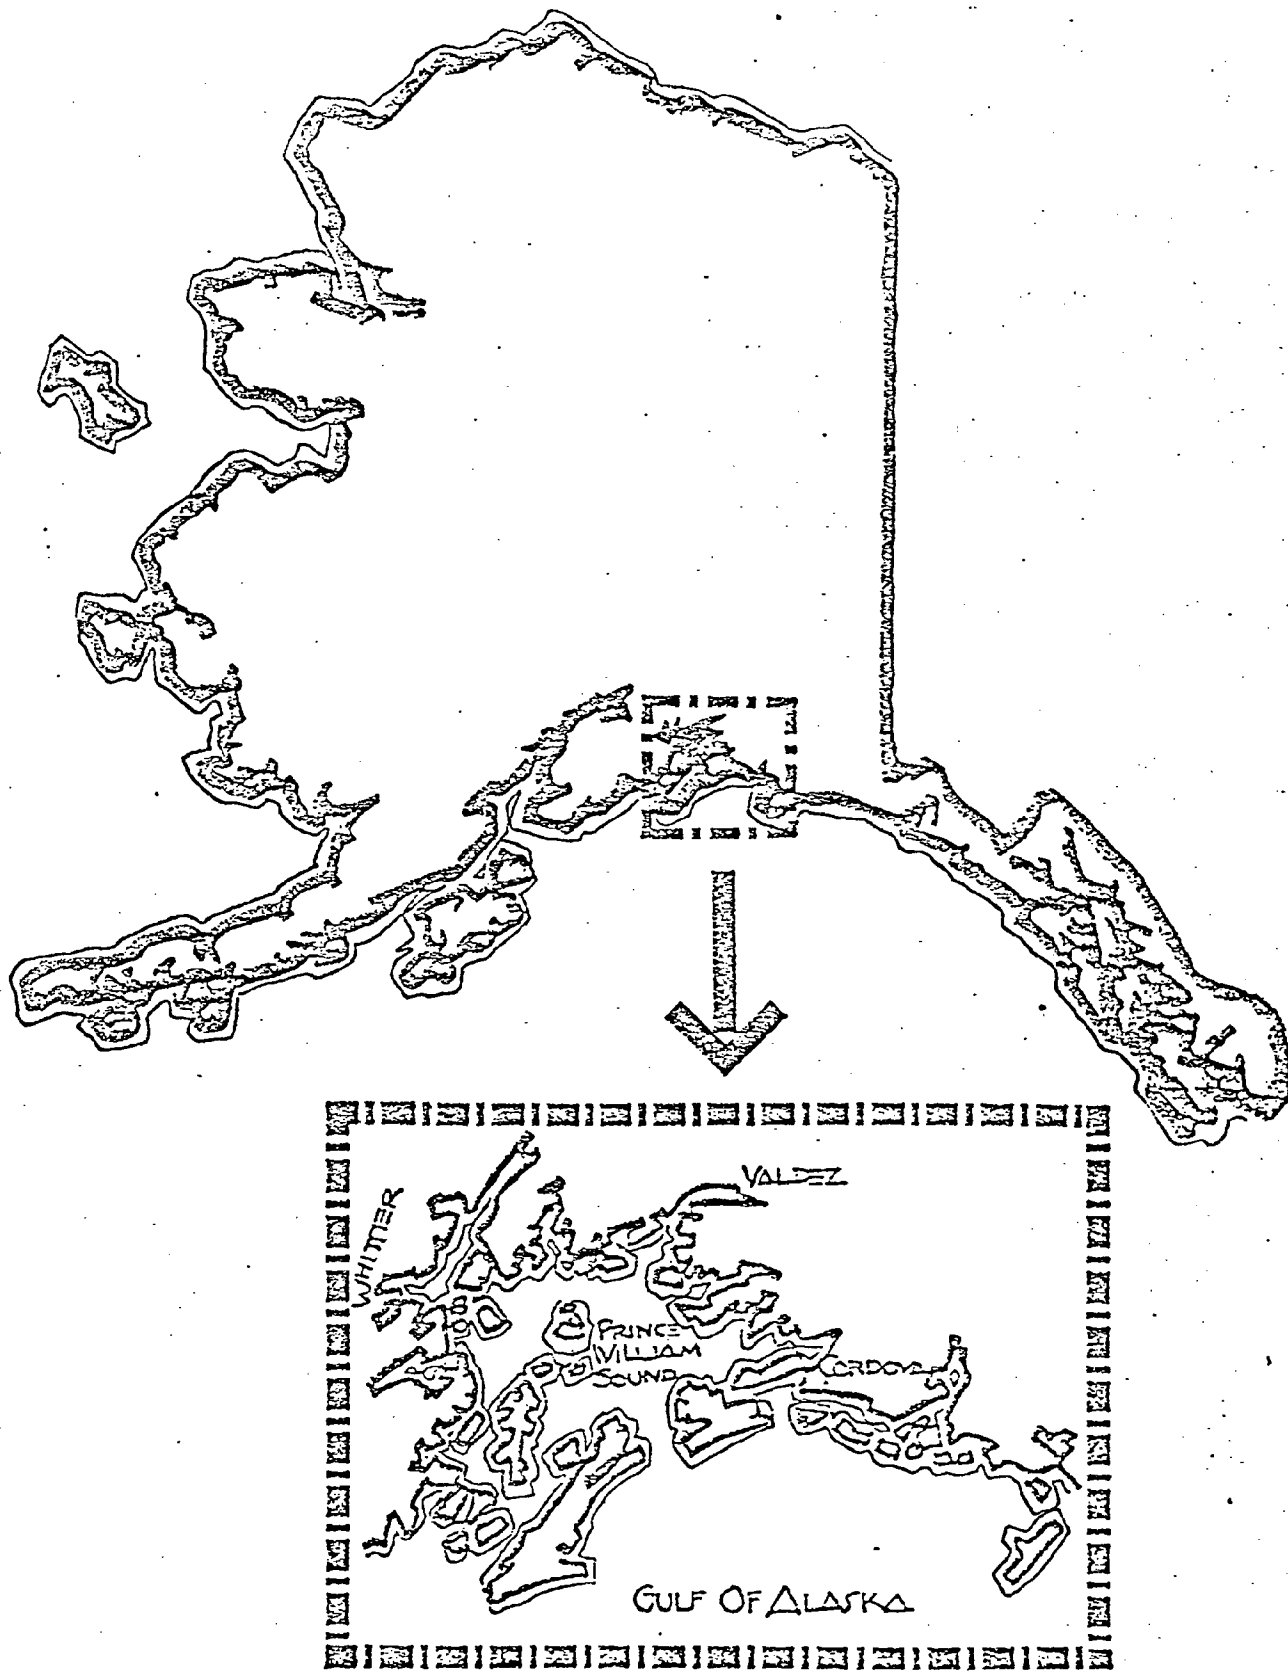 VALDEZ
WHITTIER
PRINCE
WILLIAM
SOUND
CORDOVA
GULF OF ALASKA